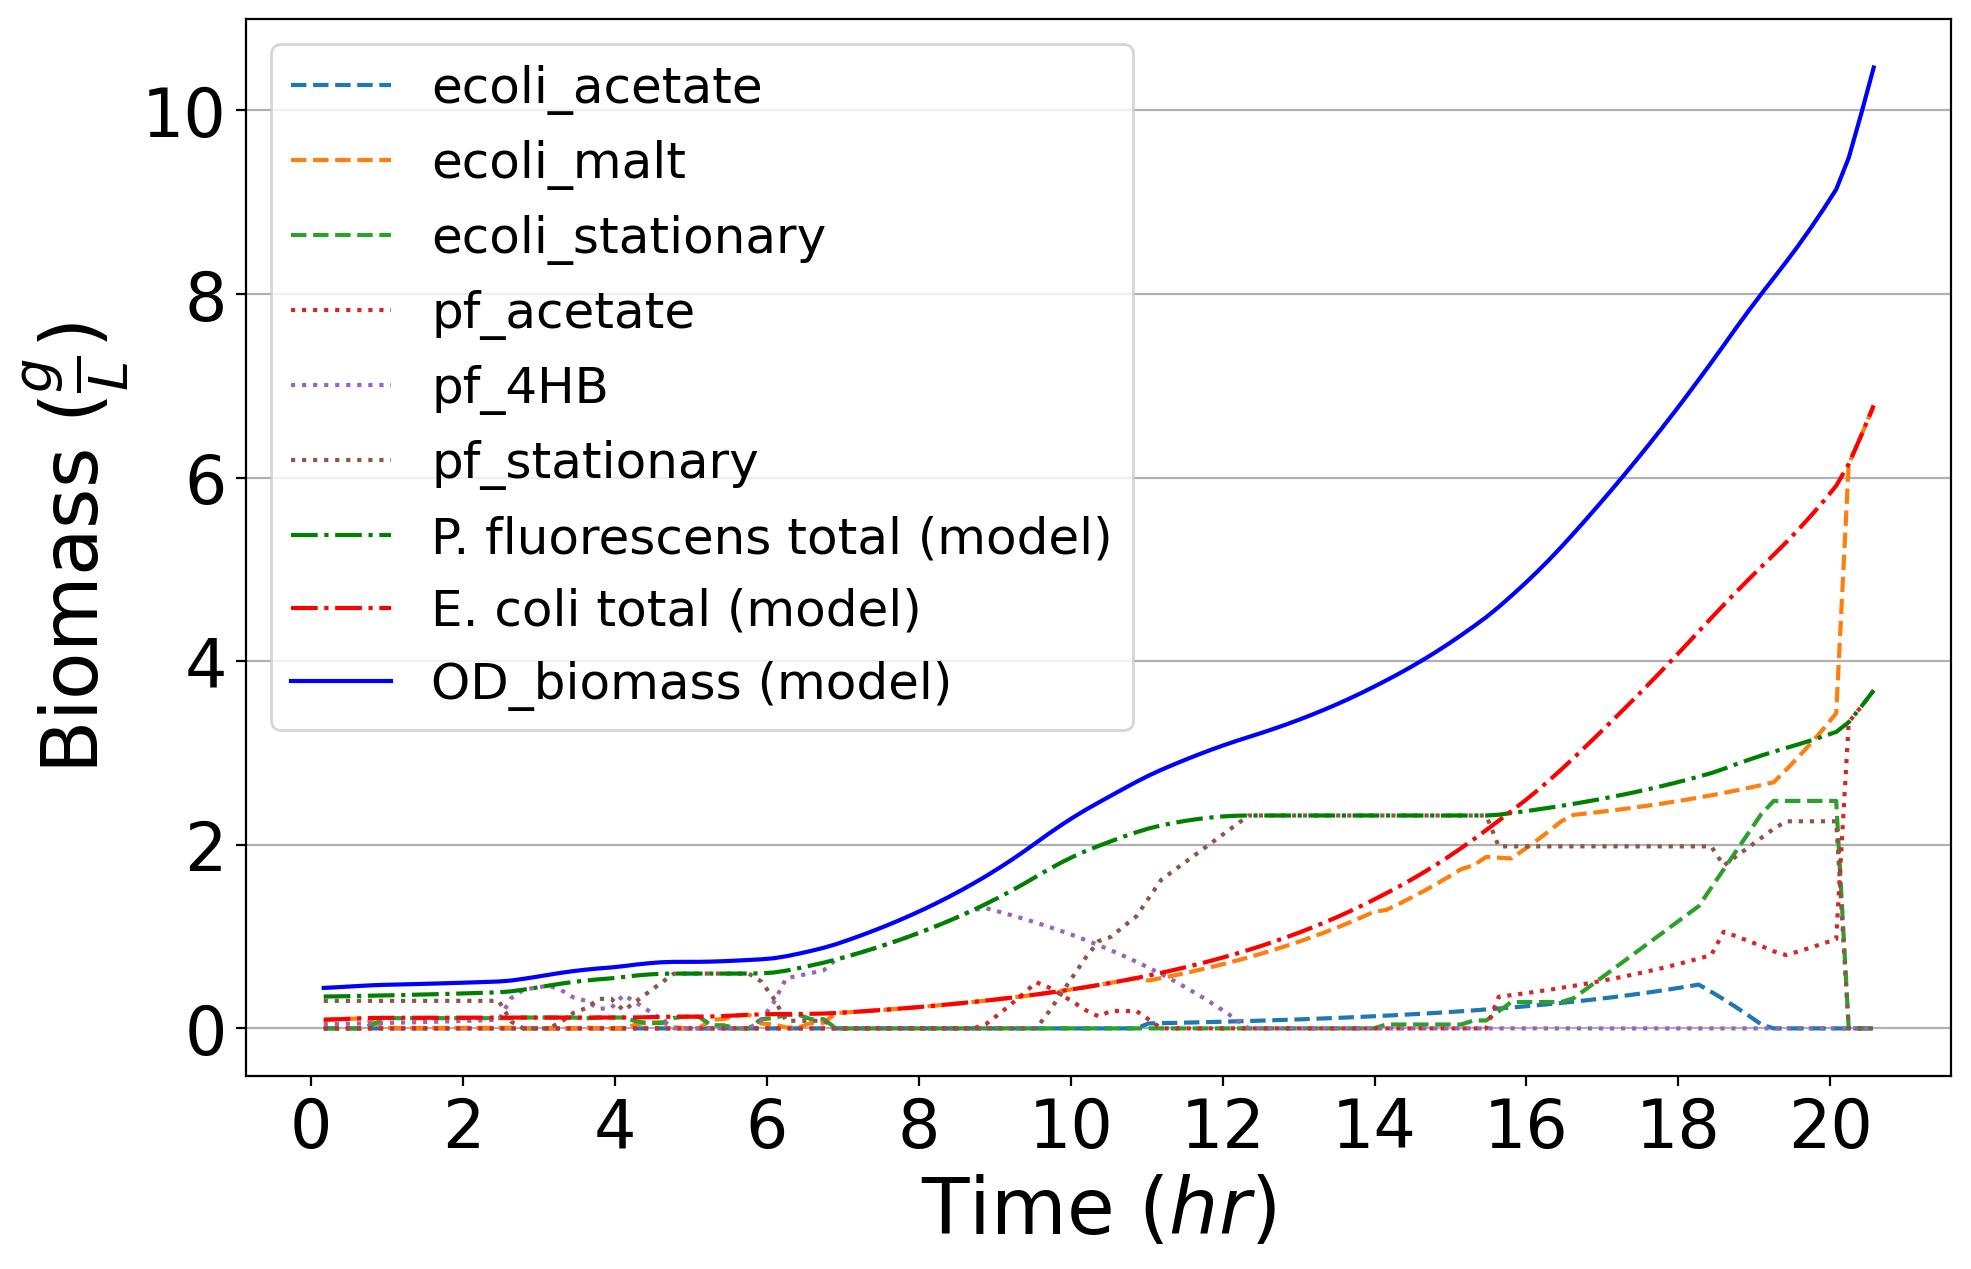 ecoli_acetate
ecoli_malt
ecoli_stationary
pf_acetate
pf_4HB
pf_stationary
P. fluorescens total (model)
E. coli total (model)
OD_biomass (model)
Biomass (g/L)
10
8
6
4
2
0
0 2 4 6 8 10 12 14 16 18 20
Time (hr)